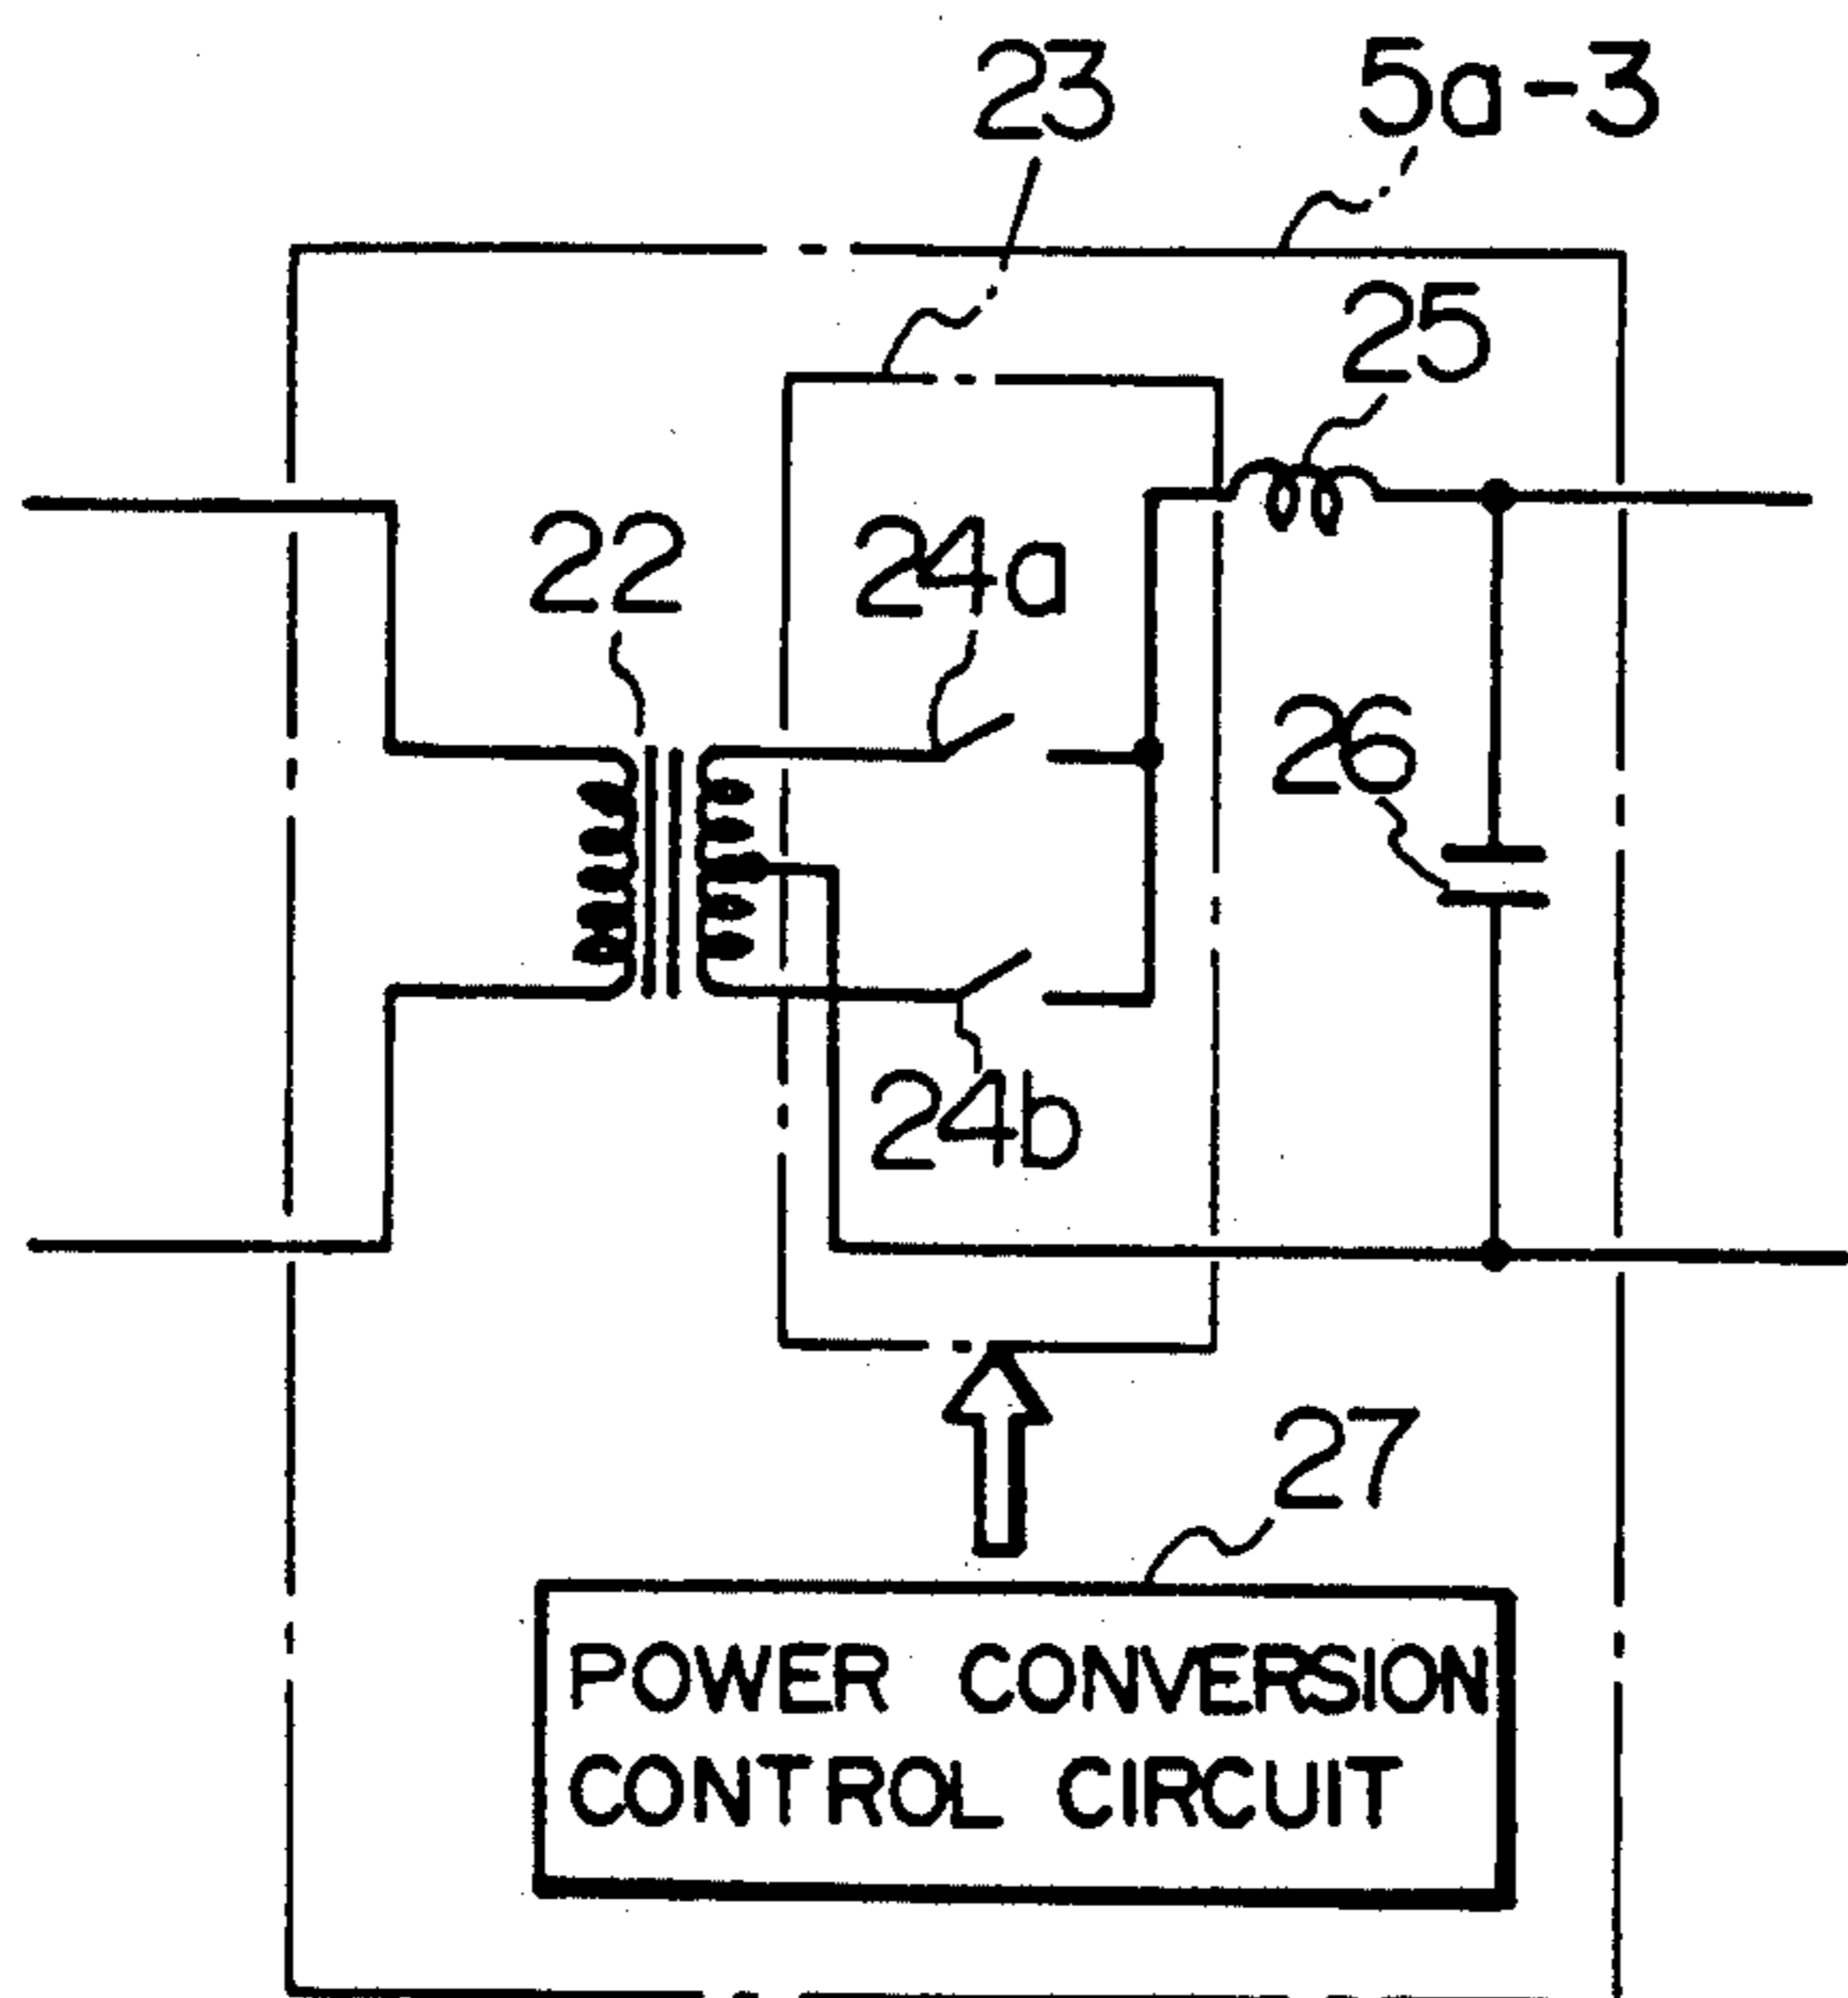 23
5a-3
25
22
24a
26
24b
27
POWER CONVERSION
CONTROL CIRCUIT